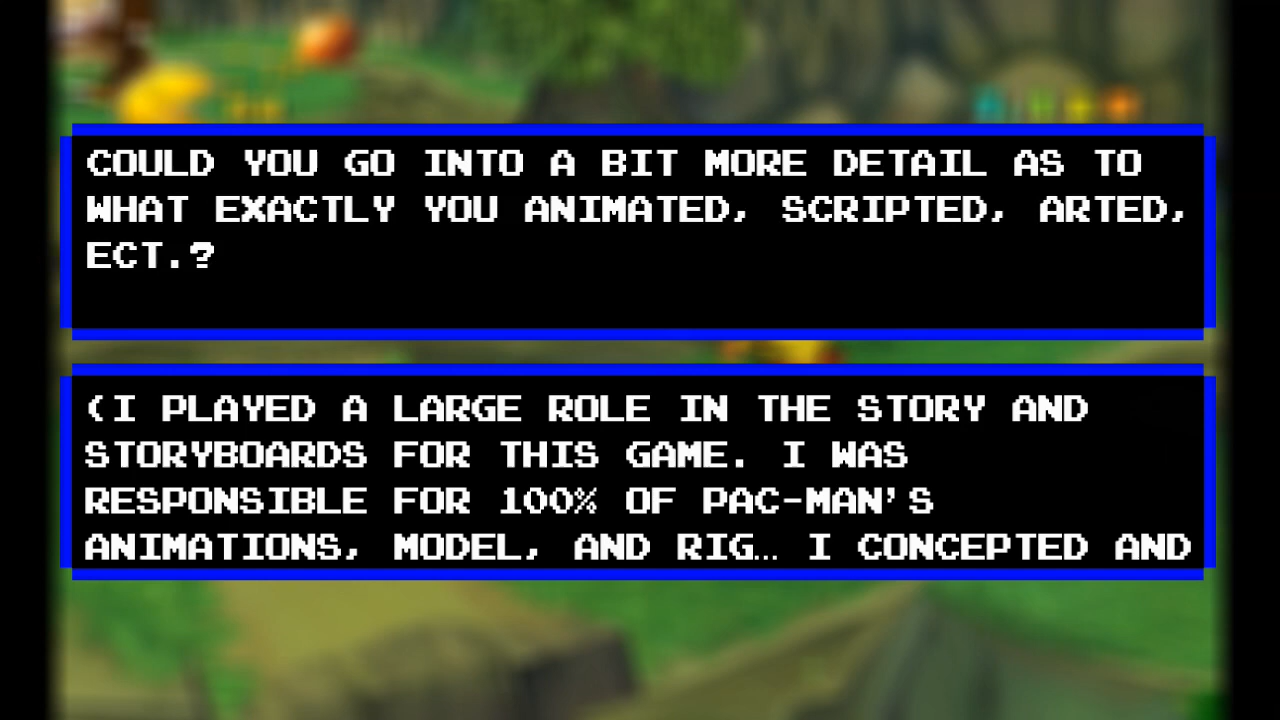 COULD YOU GO INTO A BIT MORE DETAIL AS TO
WHAT EXACTLY YOU ANIMATED, SCRIPTED, ARTED,
ECT.?
(I PLAYED A LARGE ROLE IN THE STORY AND
STORYBOARDS FOR THIS GAME. I WAS
RESPONSIBLE FOR 100% OF PAC-MAN'S
ANIMATIONS, MODEL, AND RIG… I CONCEPTED AND